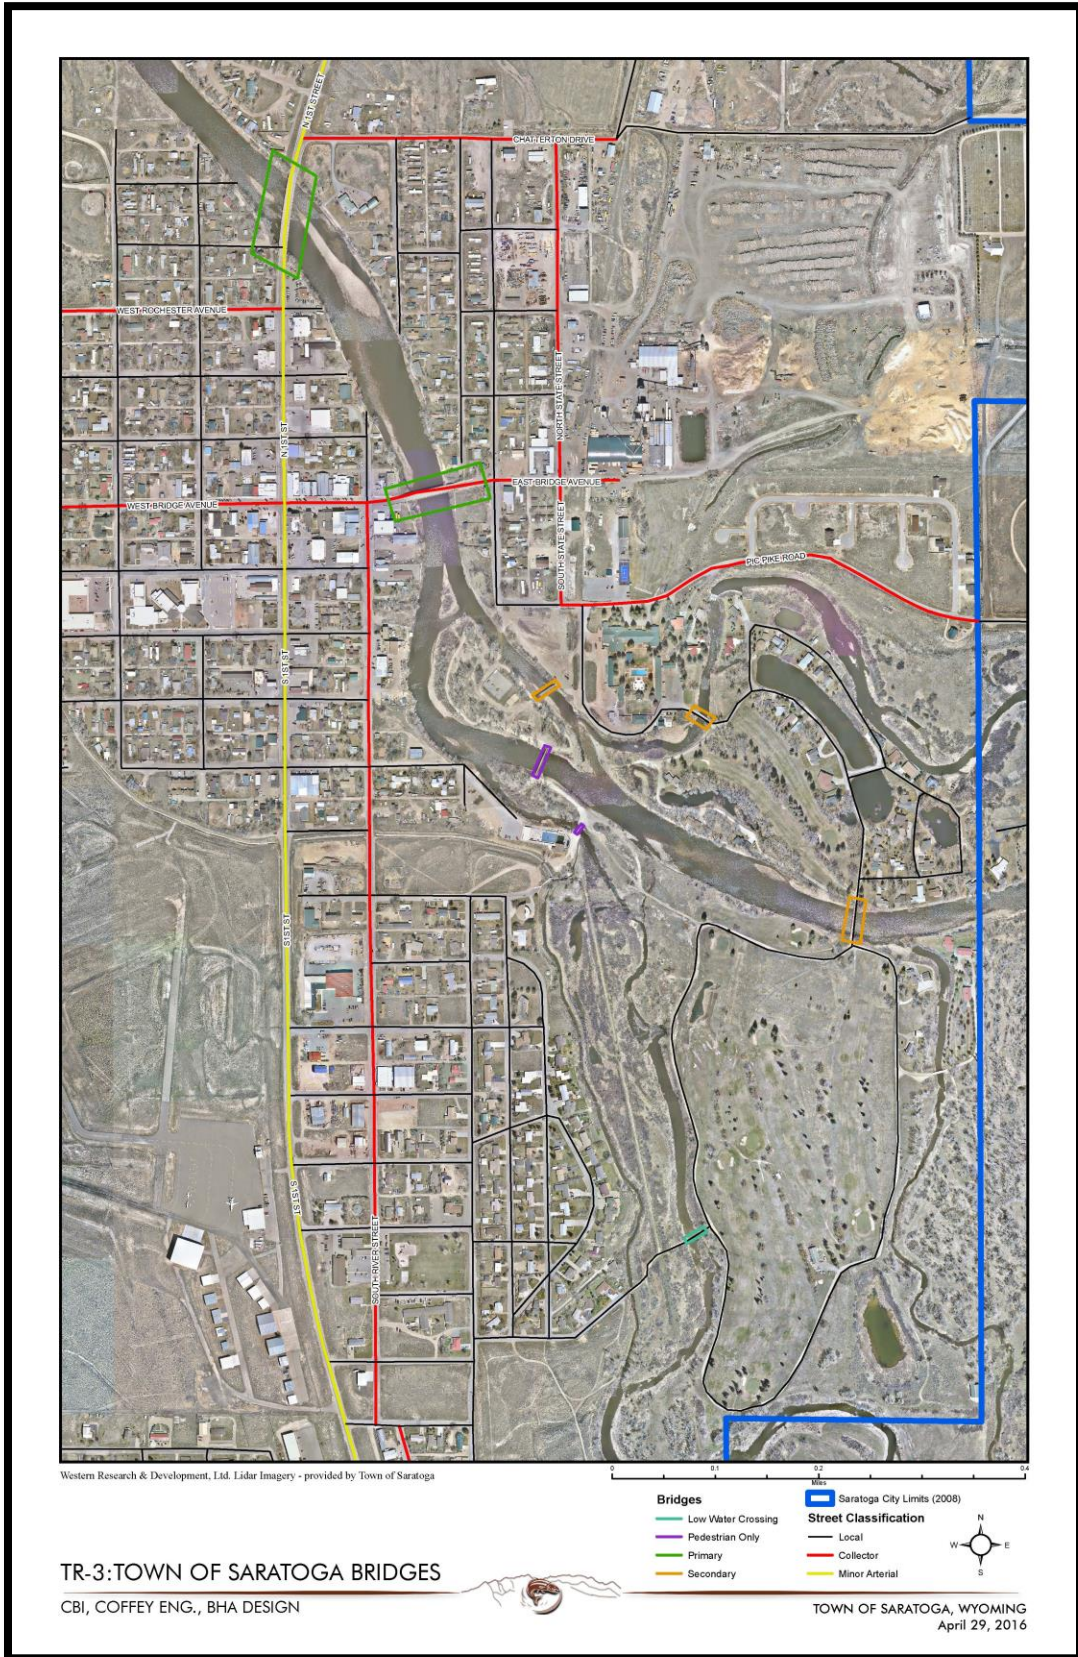 N 1ST STREET
CHATTERTON DRIVE
WEST ROCHESTER AVENUE
NORTH STATE STREET
N 1ST ST
EAST BRIDGE AVENUE
WEST BRIDGE AVENUE
SOUTH STATE STREET
PIC PIKE ROAD
S 1ST ST
S 1ST ST
S 1ST ST
SOUTH RIVER STREET
Western Research & Development, Ltd. Lidar Imagery - provided by Town of Saratoga
0 0.1 0.2 0.4
Miles
Bridges
Low Water Crossing
Pedestrian Only
Primary
Secondary
Saratoga City Limits (2008)
Street Classification
Local
Collector
Minor Arterial
N
W E
S
TR-3:TOWN OF SARATOGA BRIDGES
CBI, COFFEY ENG., BHA DESIGN
TOWN OF SARATOGA, WYOMING
April 29, 2016